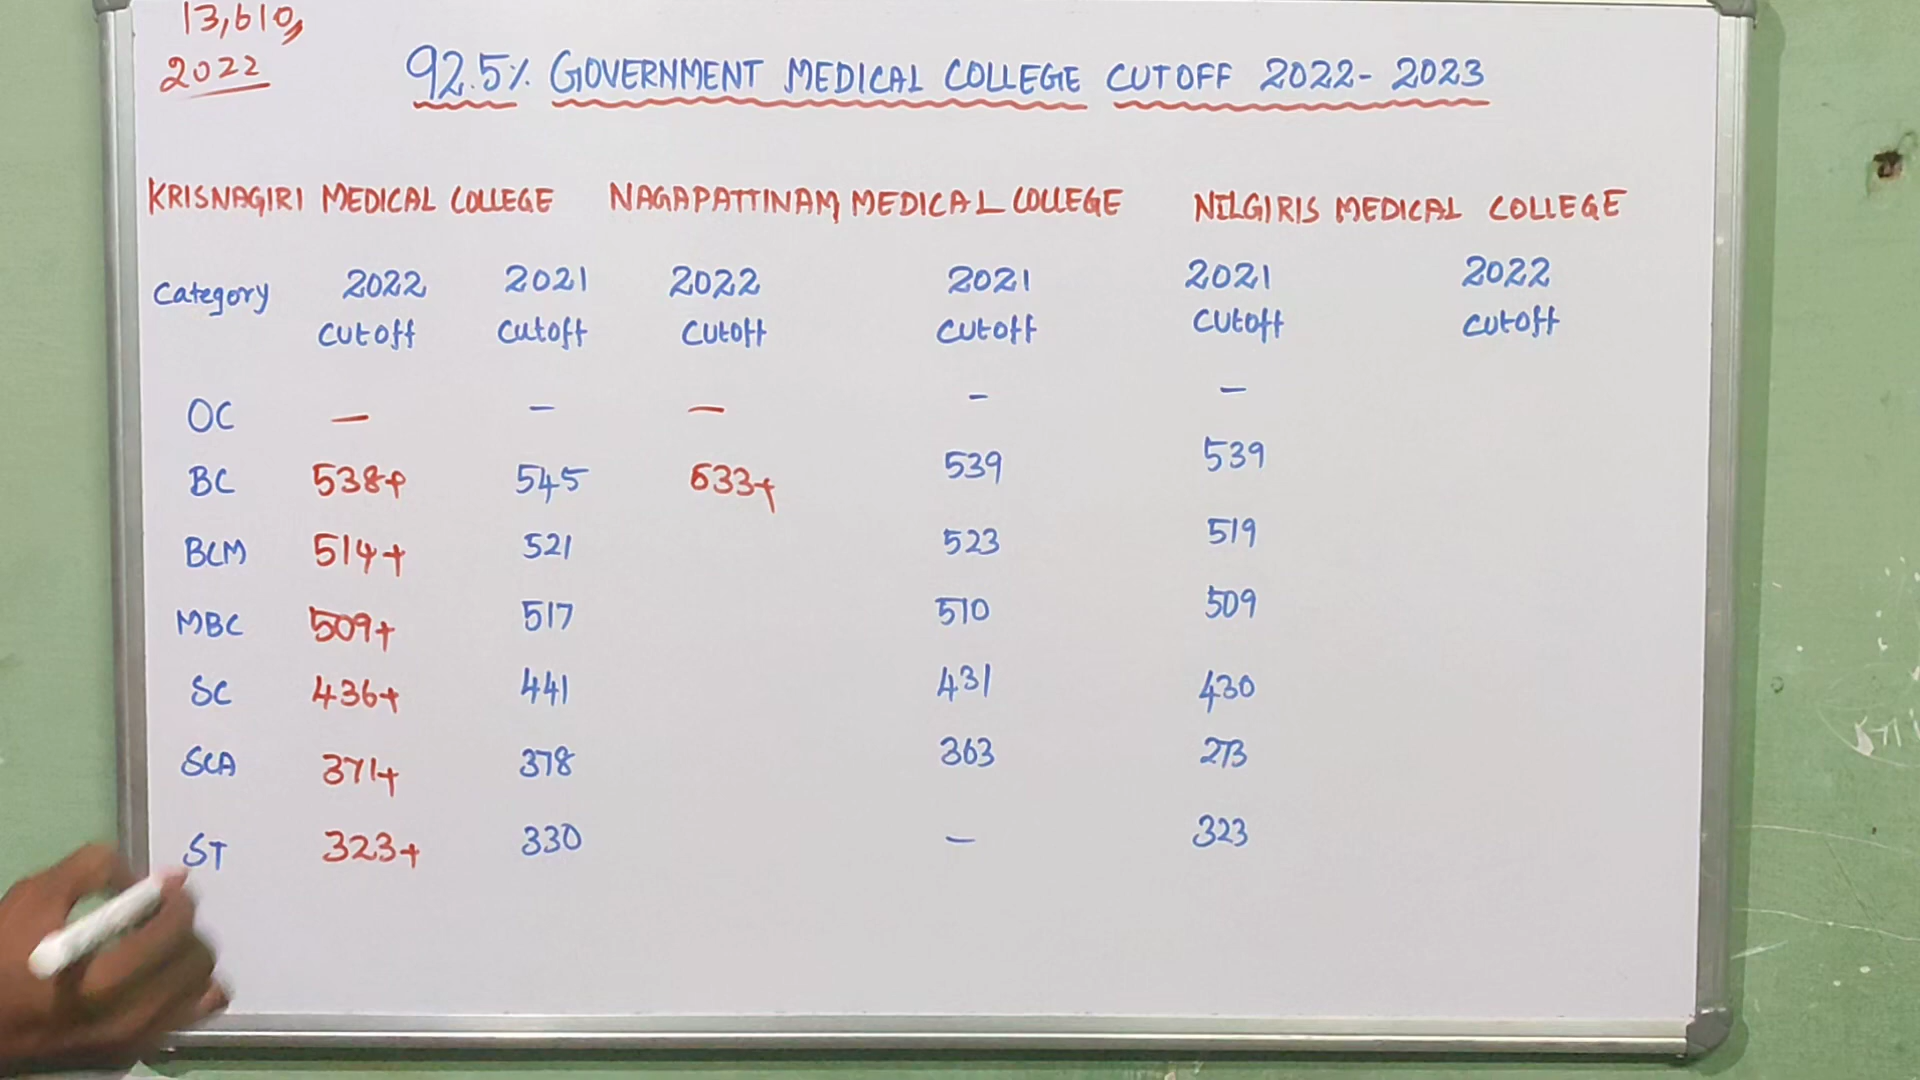 13,610,
2022
92.5% GOVERNMENT MEDICAL COLLEGE CUTOFF 2022-2023
KRISNAGIRI MEDICAL COLLEGE NAGAPATTINAM MEDICAL COLLEGE NILGIRIS MEDICAL COLLEGE
Category 2022 2021 2022 2021 2021 2022
cutoff cutoff cutoff cutoff cutoff cutoff
OC — - — - -
BC 538+ 545 533+ 539 539
BCM 514+ 521 523 519
MBC 509+ 517 510 509
SC 436+ 441 431 430
SCA 371+ 378 363 273
ST 323+ 330 - 323